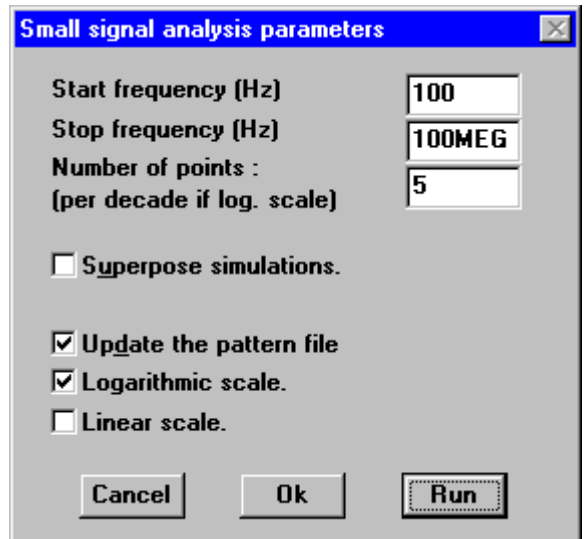 Small signal analysis parameters
Start frequency (Hz) 100
Stop frequency (Hz) 100MEG
Number of points :
(per decade if log. scale) 5
Superpose simulations.
Update the pattern file
Logarithmic scale.
Linear scale.
Cancel Ok Run